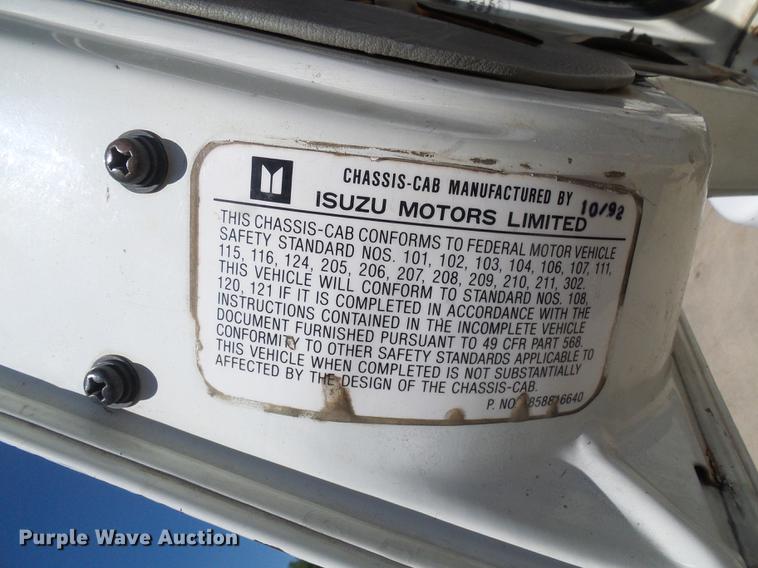 CHASSIS-CAB MANUFACTURED BY
ISUZU MOTORS LIMITED 10/92
THIS CHASSIS-CAB CONFORMS TO FEDERAL MOTOR VEHICLE
SAFETY STANDARD NOS. 101, 102, 103, 104, 106, 107, 111,
115, 116, 124, 205, 206, 207, 208, 209, 210, 211, 302.
THIS VEHICLE WILL CONFORM TO STANDARD NOS. 108,
120, 121 IF IT IS COMPLETED IN ACCORDANCE WITH THE
INSTRUCTIONS CONTAINED IN THE INCOMPLETE VEHICLE
DOCUMENT FURNISHED PURSUANT TO 49 CFR PART 568.
CONFORMITY TO OTHER SAFETY STANDARDS APPLICABLE TO
THIS VEHICLE WHEN COMPLETED IS NOT SUBSTANTIALLY
AFFECTED BY THE DESIGN OF THE CHASSIS-CAB.
P. NO.
Purple Wave Auction